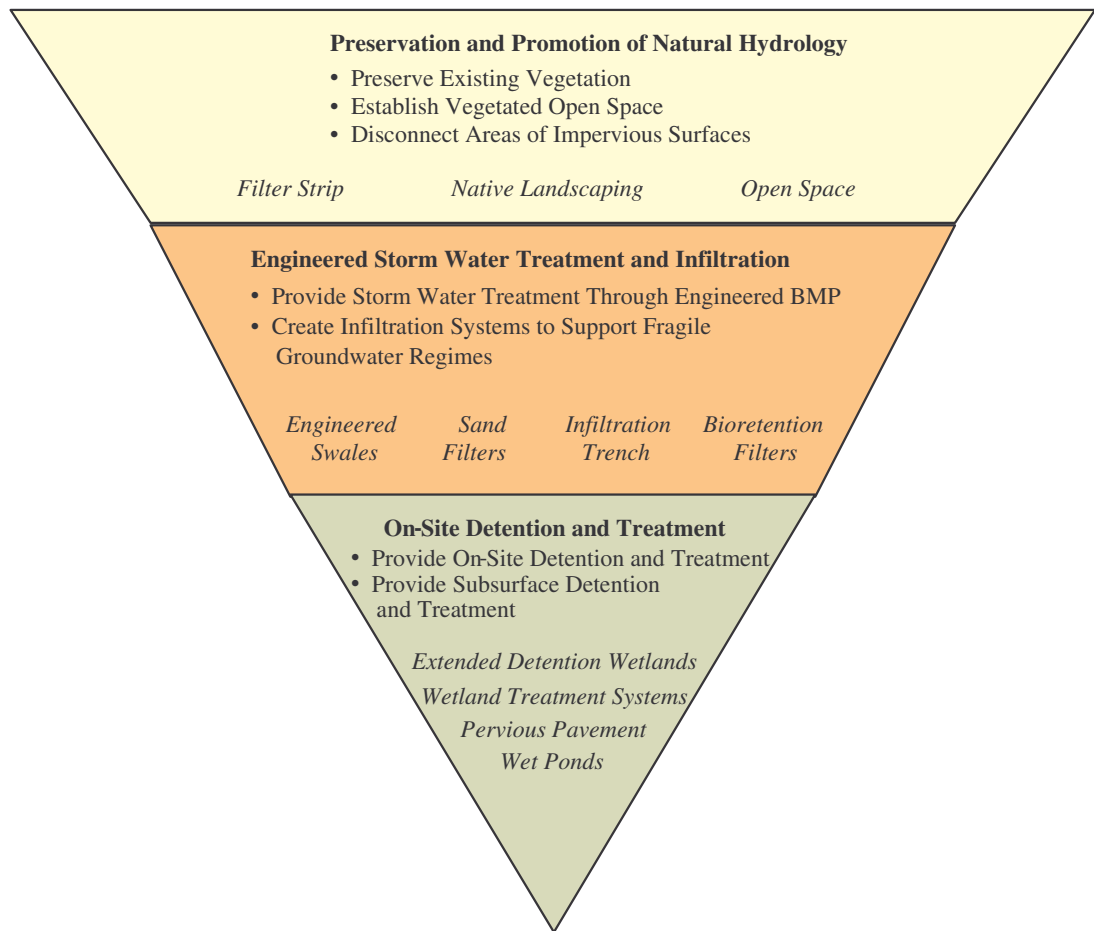 Preservation and Promotion of Natural Hydrology
• Preserve Existing Vegetation
• Establish Vegetated Open Space
• Disconnect Areas of Impervious Surfaces
Filter Strip Native Landscaping Open Space
Engineered Storm Water Treatment and Infiltration
• Provide Storm Water Treatment Through Engineered BMP
• Create Infiltration Systems to Support Fragile
Groundwater Regimes
Engineered Sand Infiltration Bioretention
Swales Filters Trench Filters
On-Site Detention and Treatment
• Provide On-Site Detention and Treatment
• Provide Subsurface Detention
and Treatment
Extended Detention Wetlands
Wetland Treatment Systems
Pervious Pavement
Wet Ponds